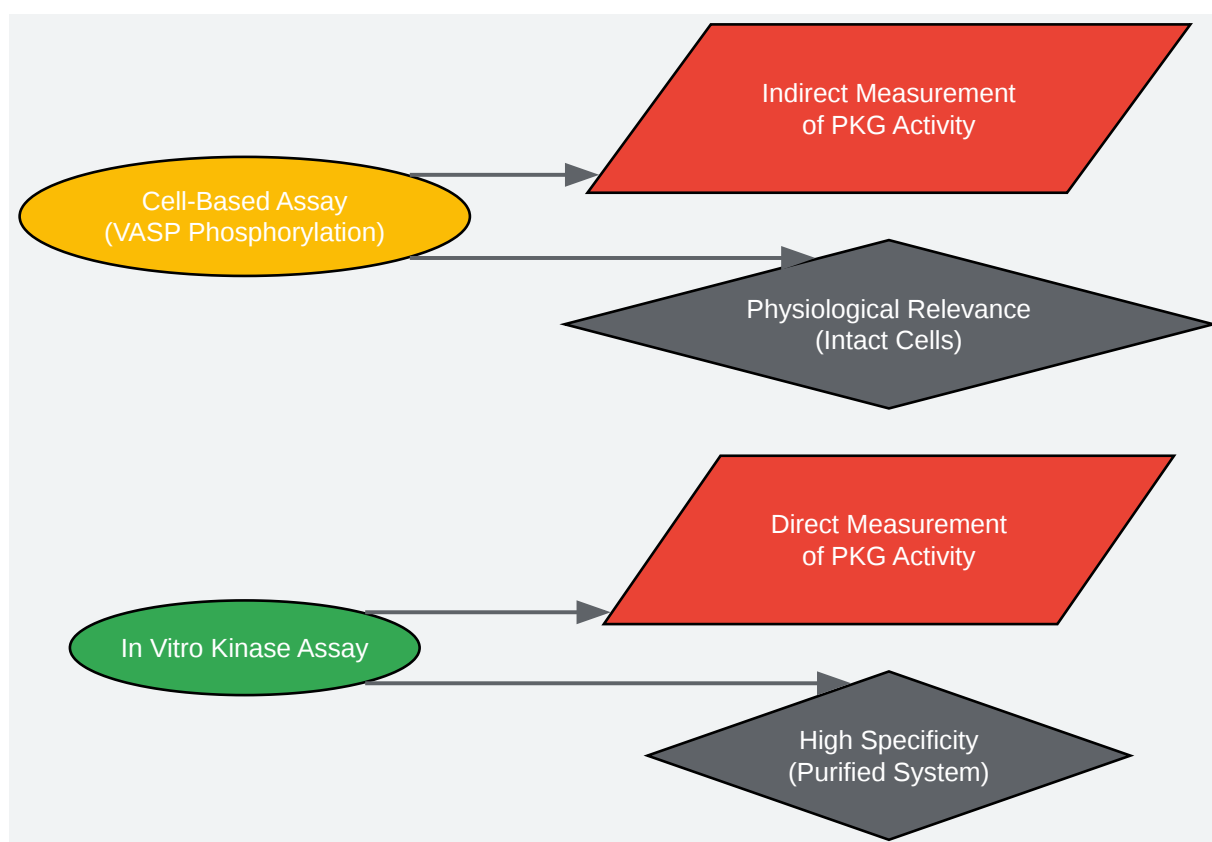 Indirect Measurement
of PKG Activity
Cell-Based Assay
(VASP Phosphorylation)
Physiological Relevance
(Intact Cells)
Direct Measurement
of PKG Activity
In Vitro Kinase Assay
High Specificity
(Purified System)